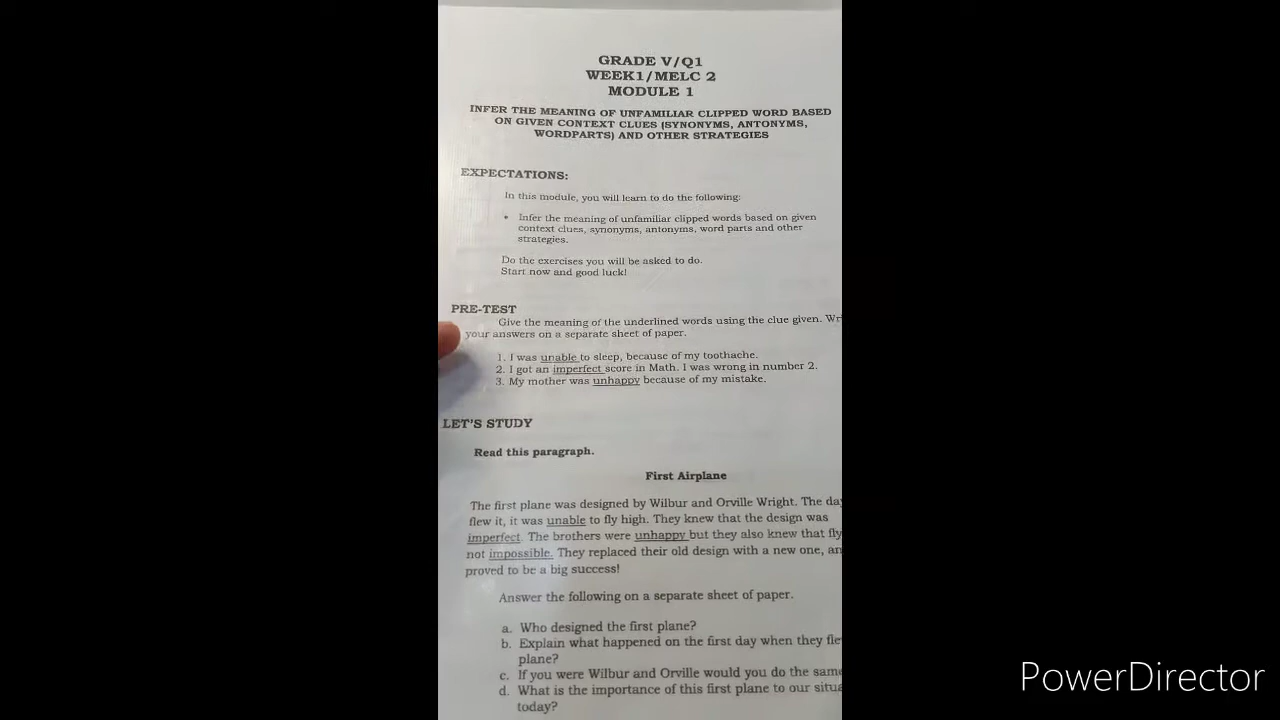 GRADE V/Q1
WEEK1/MELC 2
MODULE 1
INFER THE MEANING OF UNFAMILIAR CLIPPED WORD BASED
ON GIVEN CONTEXT CLUES (SYNONYMS, ANTONYMS,
WORDPARTS) AND OTHER STRATEGIES
EXPECTATIONS:
In this module, you will learn to do the following:
• Infer the meaning of unfamiliar clipped words based on given
context clues, synonyms, antonyms, word parts and other
strategies.
Do the exercises you will be asked to do.
Start now and good luck!
PRE-TEST
Give the meaning of the underlined words using the clue given. Wr
your answers on a separate sheet of paper.
1. I was unable to sleep, because of my toothache.
2. I got an imperfect score in Math. I was wrong in number 2.
3. My mother was unhappy because of my mistake.
LET'S STUDY
Read this paragraph.
First Airplane
The first plane was designed by Wilbur and Orville Wright. The da
flew it, it was unable to fly high. They knew that the design was
imperfect. The brothers were unhappy but they also knew that fly
not impossible. They replaced their old design with a new one, an
proved to be a big success!
Answer the following on a separate sheet of paper.
a. Who designed the first plane?
b. Explain what happened on the first day when they fle
plane?
c. If you were Wilbur and Orville would you do the same
d. What is the importance of this first plane to our situa
today?
PowerDirector